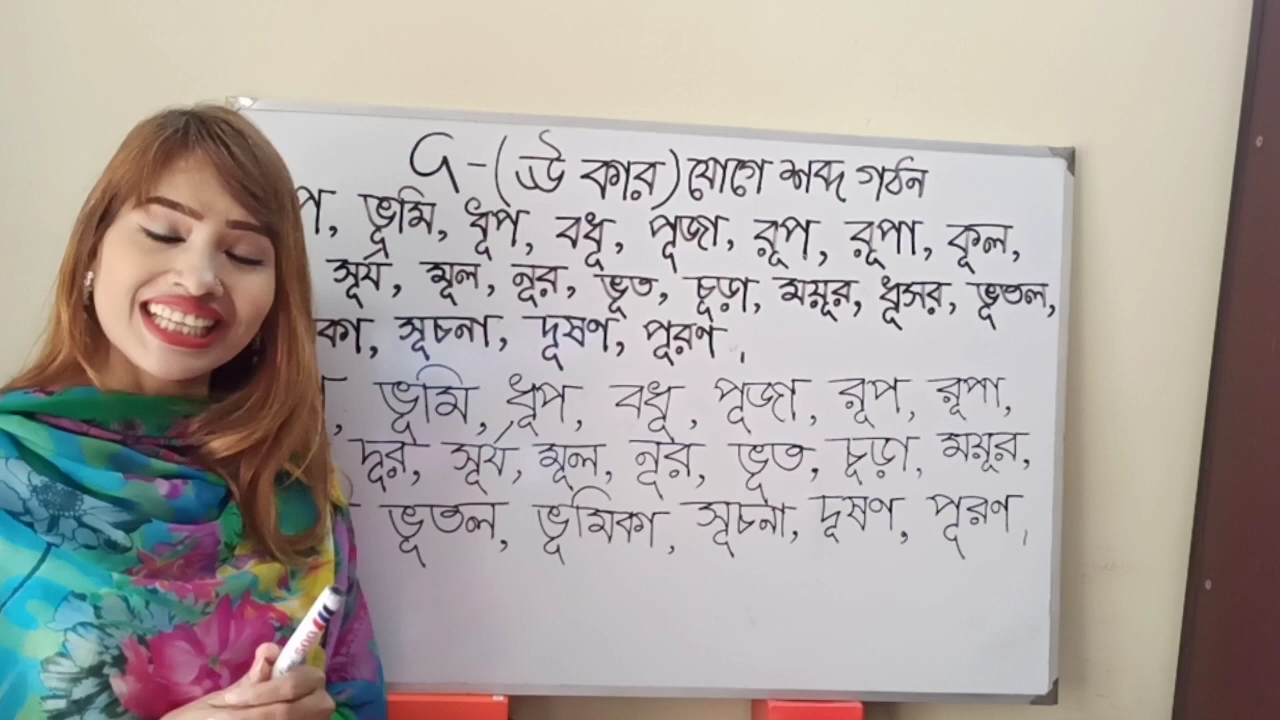 ূ -(ঊ কার) যোগে শব্দ গঠন
ভূমি, ধূপ, বধূ, পূজা, রূপ, রূপা, কূল,
সূর্য, মূল, নূর, ভূত, চূড়া, ময়ূর, ধূসর, ভূতল,
কা, সূচনা, দূষণ, পূরণ।
ভূমি, ধূপ, বধূ, পূজা, রূপ, রূপা,
দূর, সূর্য, মূল, নূর, ভূত, চূড়া, ময়ূর,
ভূতল, ভূমিকা, সূচনা, দূষণ, পূরণ।